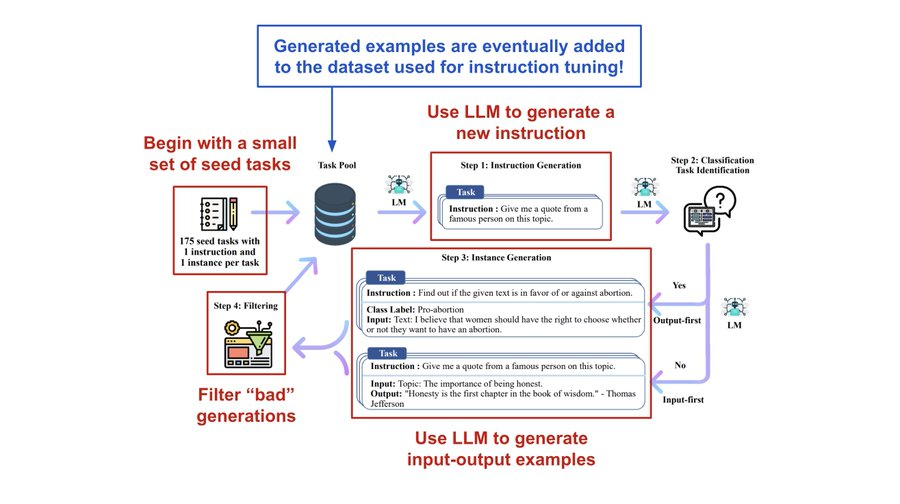 Generated examples are eventually added
to the dataset used for instruction tuning!
Use LLM to generate a
new instruction
Begin with a small
set of seed tasks
Task Pool
LM
Step 1: Instruction Generation
Task
Instruction : Give me a quote from a
famous person on this topic.
LM
Step 2: Classification
Task Identification
175 seed tasks with
1 instruction and
1 instance per task
Step 3: Instance Generation
Task
Instruction : Find out if the given text is in favor of or against abortion.
Class Label: Pro-abortion
Input: Text: I believe that women should have the right to choose whether
or not they want to have an abortion.
Yes
Output-first
LM
Task
Instruction : Give me a quote from a famous person on this topic.
Input: Topic: The importance of being honest.
Output: "Honesty is the first chapter in the book of wisdom." - Thomas
Jefferson
No
Input-first
Step 4: Filtering
Filter “bad”
generations
Use LLM to generate
input-output examples